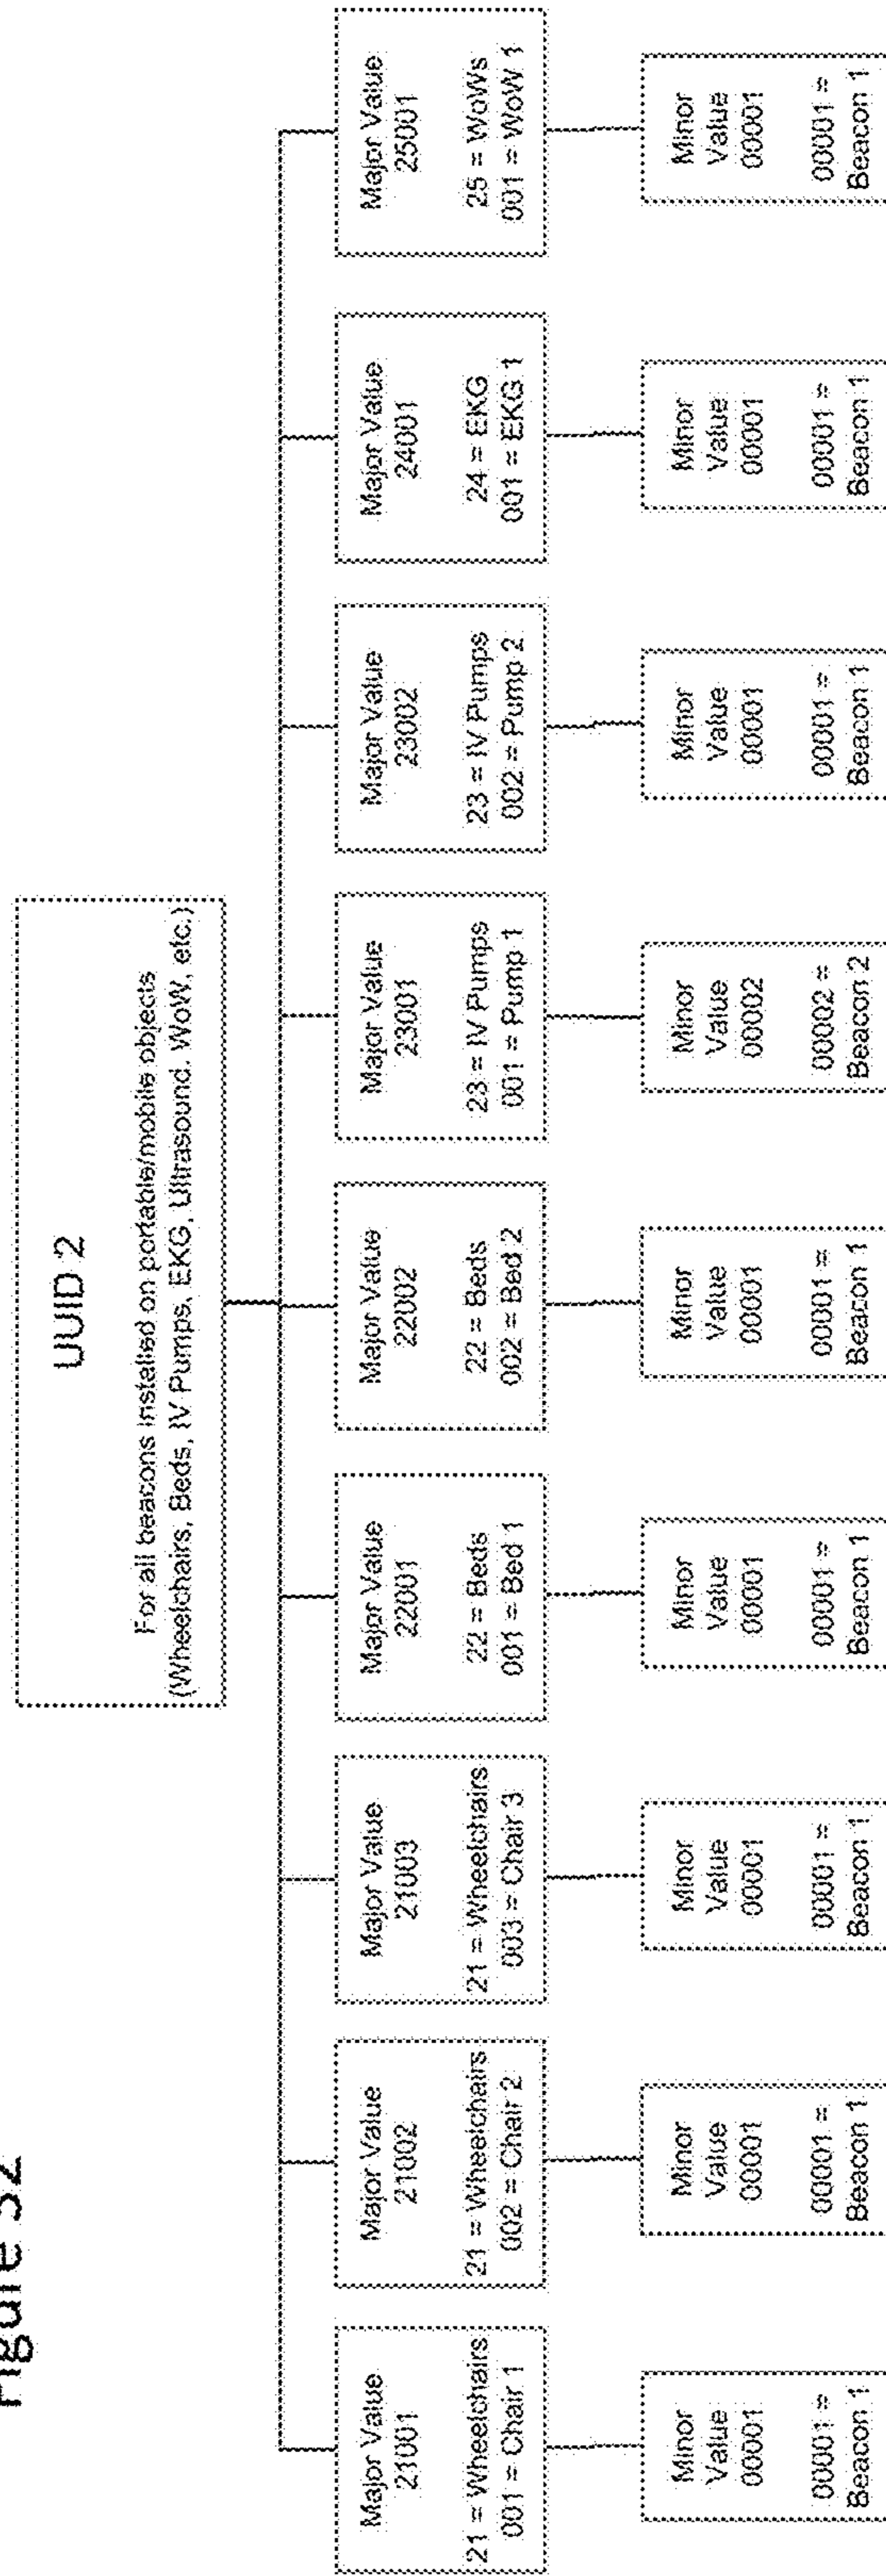 Figure 32
UUID 2
For all beacons installed on portable/mobile objects
(Wheelchairs, Beds, IV Pumps, EKG, Ultrasound. WoW, etc.)
Major Value
21001
21 = Wheelchairs
001 = Chair 1
Major Value
21002
21 = Wheelchairs
002 = Chair 2
Major Value
21003
21 = Wheelchairs
003 = Chair 3
Major Value
22001
22 = Beds
001 = Bed 1
Major Value
22002
22 = Beds
002 = Bed 2
Major Value
23001
23 = IV Pumps
001 = Pump 1
Major Value
23002
23 = IV Pumps
002 = Pump 2
Major Value
24001
24 = EKG
001 = EKG 1
Major Value
25001
25 = WoWs
001 = WoW 1
Minor
Value
00001
00001 =
Beacon 1
Minor
Value
00001
00001 =
Beacon 1
Minor
Value
00001
00001 =
Beacon 1
Minor
Value
00001
00001 =
Beacon 1
Minor
Value
00001
00001 =
Beacon 1
Minor
Value
00002
00002 =
Beacon 2
Minor
Value
00001
00001 =
Beacon 1
Minor
Value
00001
00001 =
Beacon 1
Minor
Value
00001
00001 =
Beacon 1